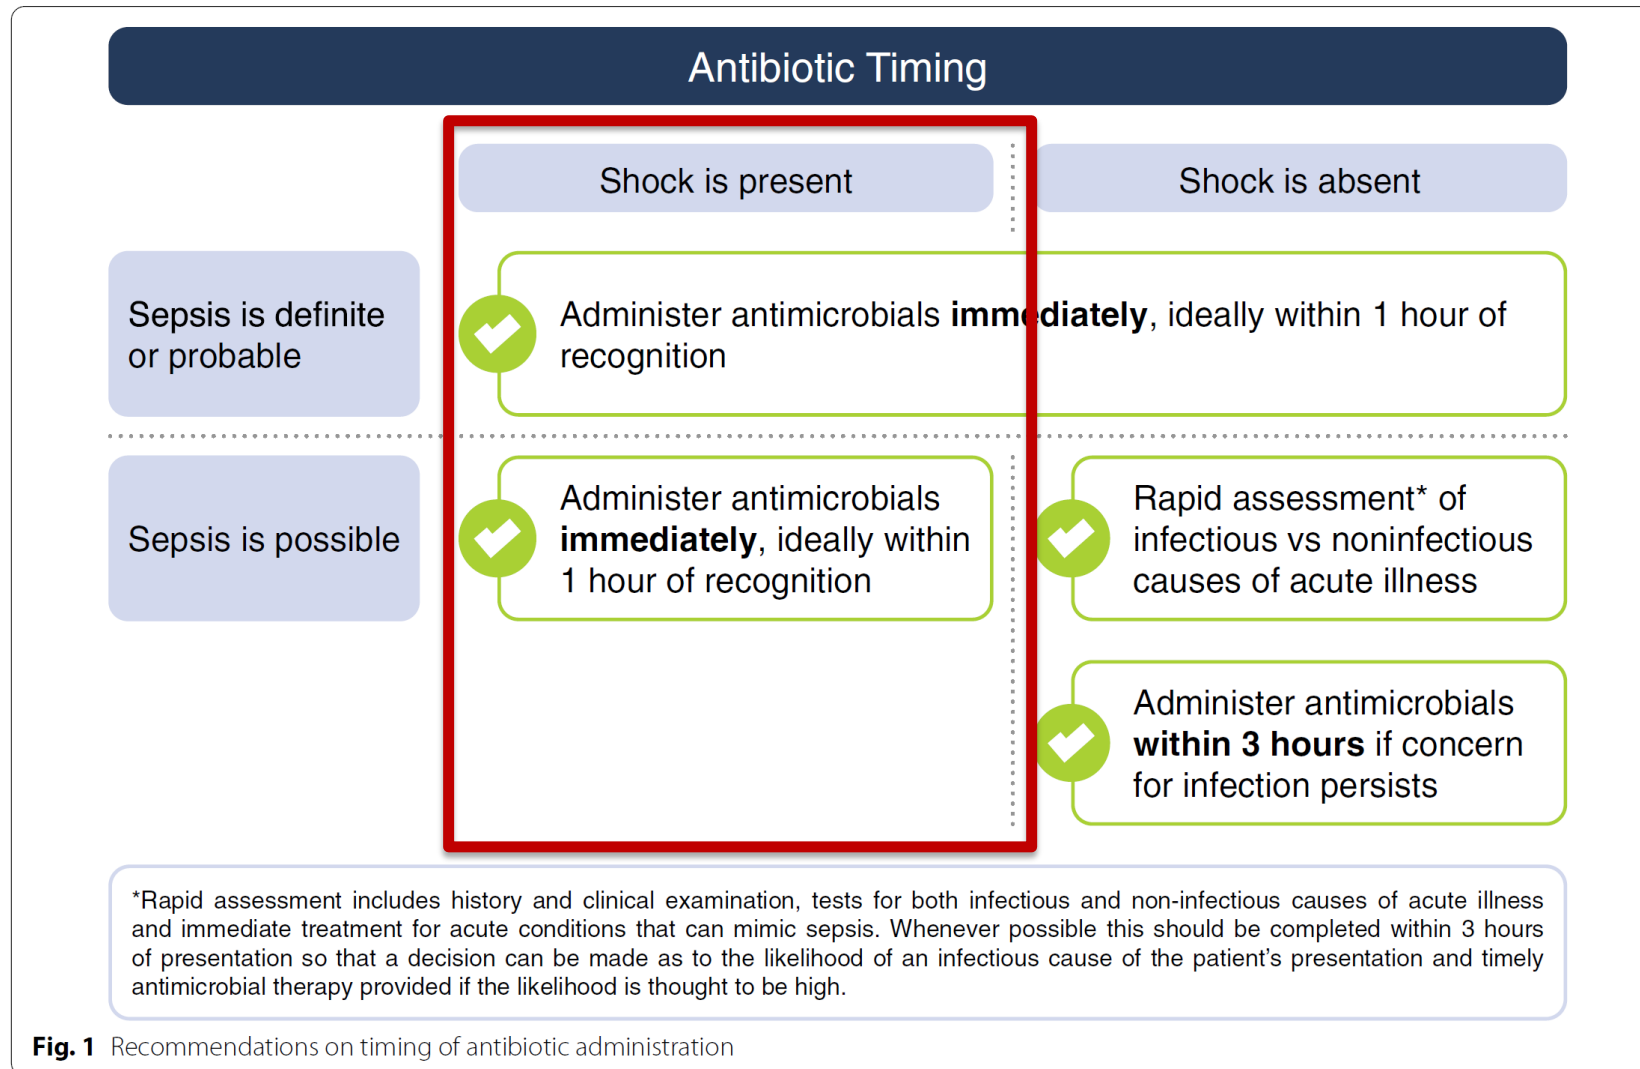 Antibiotic Timing
Shock is present
Shock is absent
Sepsis is definite
or probable
Administer antimicrobials immediately, ideally within 1 hour of
recognition
Sepsis is possible
Administer antimicrobials
immediately, ideally within
1 hour of recognition
Rapid assessment* of
infectious vs noninfectious
causes of acute illness
Administer antimicrobials
within 3 hours if concern
for infection persists
*Rapid assessment includes history and clinical examination, tests for both infectious and non-infectious causes of acute illness
and immediate treatment for acute conditions that can mimic sepsis. Whenever possible this should be completed within 3 hours
of presentation so that a decision can be made as to the likelihood of an infectious cause of the patient’s presentation and timely
antimicrobial therapy provided if the likelihood is thought to be high.
Fig. 1 Recommendations on timing of antibiotic administration